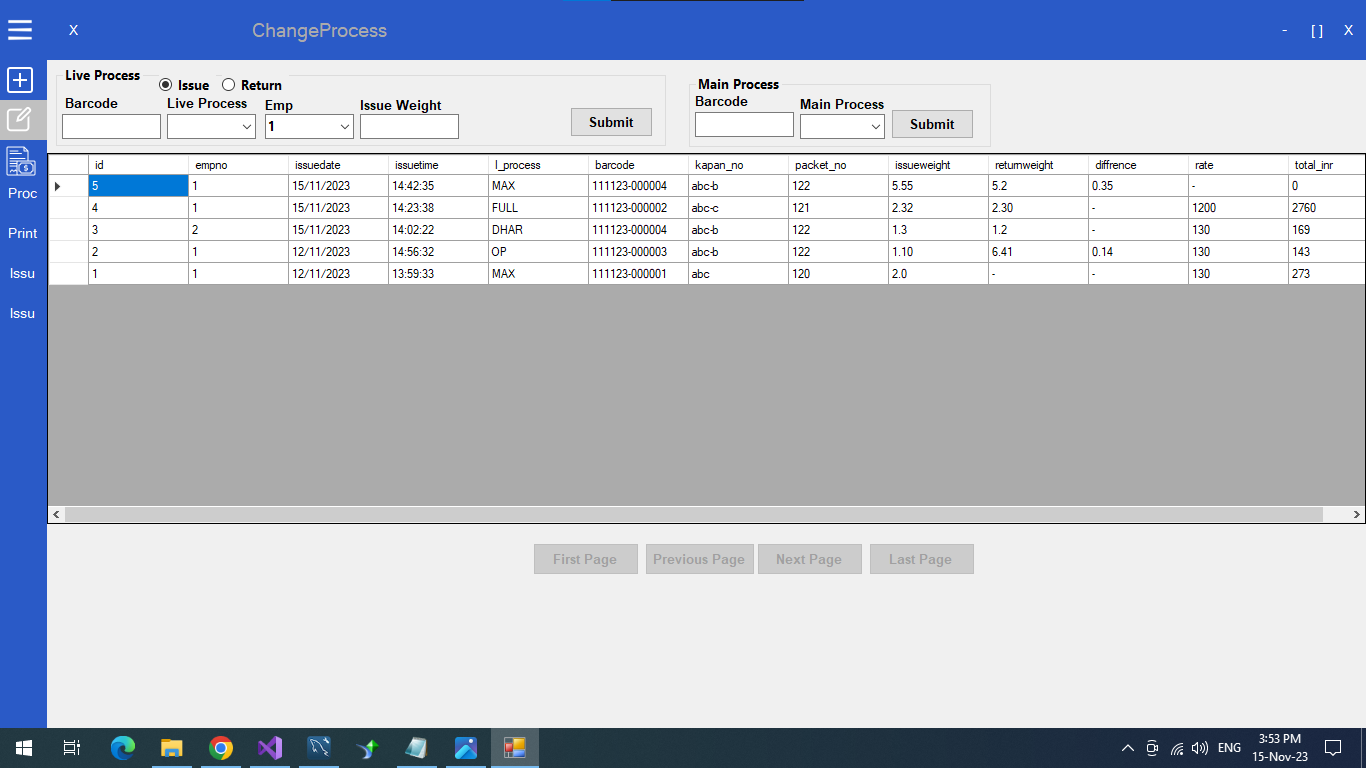 X ChangeProcess - [ ] X
Live Process
Issue Return
Barcode Live Process Emp Issue Weight
1
Submit
Main Process
Barcode Main Process
Submit
id empno issuedate issuetime l_process barcode kapan_no packet_no issueweight returnweight diffrence rate total_inr
5 1 15/11/2023 14:42:35 MAX 111123-000004 abc-b 122 5.55 5.2 0.35 - 0
4 1 15/11/2023 14:23:38 FULL 111123-000002 abc-c 121 2.32 2.30 - 1200 2760
3 2 15/11/2023 14:02:22 DHAR 111123-000004 abc-b 122 1.3 1.2 - 130 169
2 1 12/11/2023 14:56:32 OP 111123-000003 abc-b 122 1.10 6.41 0.14 130 143
1 1 12/11/2023 13:59:33 MAX 111123-000001 abc 120 2.0 - - 130 273
Proc
Print
Issu
Issu
First Page Previous Page Next Page Last Page
ENG
3:53 PM
15-Nov-23